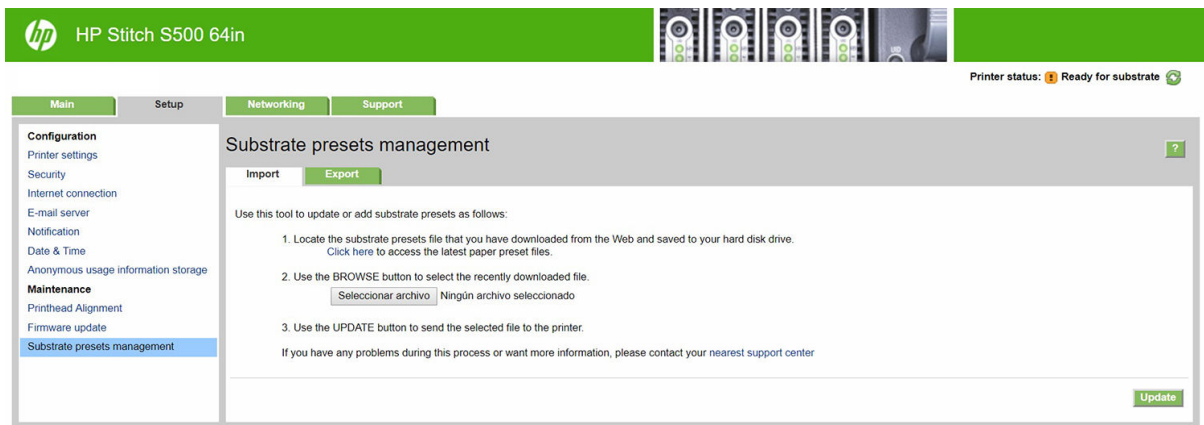 hp HP Stitch S500 64in
Printer status: Ready for substrate
Main Setup Networking Support
Configuration
Printer settings
Security
Internet connection
E-mail server
Notification
Date & Time
Anonymous usage information storage
Maintenance
Printhead Alignment
Firmware update
Substrate presets management
Substrate presets management
?
Import Export
Use this tool to update or add substrate presets as follows:
1. Locate the substrate presets file that you have downloaded from the Web and saved to your hard disk drive.
Click here to access the latest paper preset files.
2. Use the BROWSE button to select the recently downloaded file.
Seleccionar archivo Ningún archivo seleccionado
3. Use the UPDATE button to send the selected file to the printer.
If you have any problems during this process or want more information, please contact your nearest support center
Update